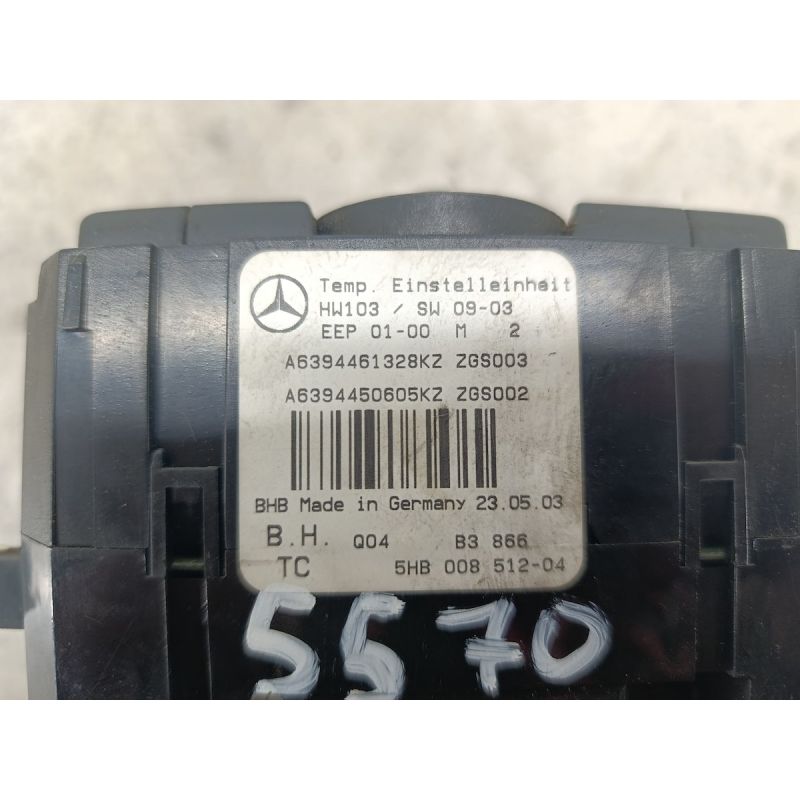 Temp. Einstelleinheit
HW103 / SW 09-03
EEP 01-00 M 2
A6394461328KZ ZGS003
A6394450605KZ ZGS002
BHB Made in Germany 23.05.03
B.H. Q04 B3 866
TC 5HB 008 512-04
5570